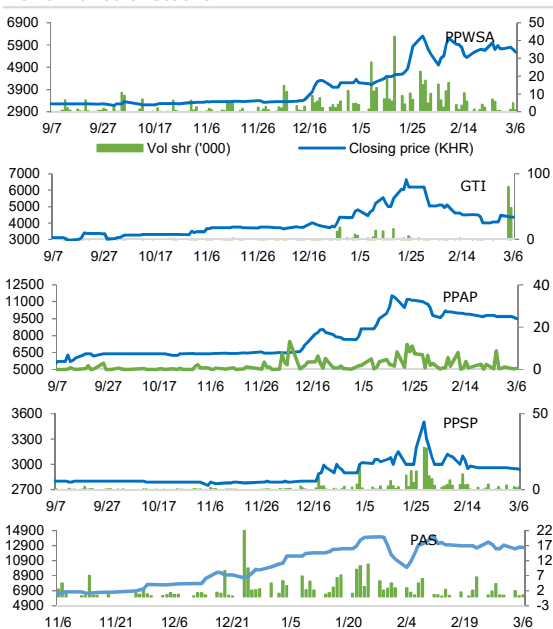 6900 PPWSA 50
5900 40
4900 30
20
3900 10
2900 0
9/7 9/27 10/17 11/6 11/26 12/16 1/5 1/25 2/14 3/6
Vol shr ('000) Closing price (KHR)
7000 100
6000 GTI
5000
4000
3000 0
9/7 9/27 10/17 11/6 11/26 12/16 1/5 1/25 2/14 3/6
12500 PPAP 40
11000
9500 20
8000
6500
5000 0
9/7 9/27 10/17 11/6 11/26 12/16 1/5 1/25 2/14 3/6
3600 50
3300 PPSP
3000
2700 0
9/7 9/27 10/17 11/6 11/26 12/16 1/5 1/25 2/14 3/6
14900 PAS 22
12900 17
10900 12
8900 7
6900 2
4900 -3
11/6 11/21 12/6 12/21 1/5 1/20 2/4 2/19 3/6